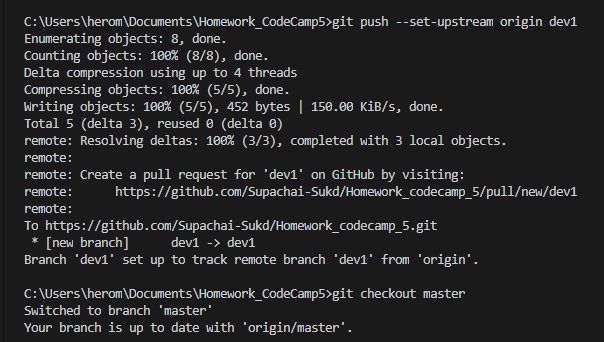 C:\Users\herom\Documents\Homework_CodeCamp5>git push --set-upstream origin dev1
Enumerating objects: 8, done.
Counting objects: 100% (8/8), done.
Delta compression using up to 4 threads
Compressing objects: 100% (5/5), done.
Writing objects: 100% (5/5), 452 bytes | 150.00 KiB/s, done.
Total 5 (delta 3), reused 0 (delta 0)
remote: Resolving deltas: 100% (3/3), completed with 3 local objects.
remote:
remote: Create a pull request for 'dev1' on GitHub by visiting:
remote:      https://github.com/Supachai-Sukd/Homework_codecamp_5/pull/new/dev1
remote:
To https://github.com/Supachai-Sukd/Homework_codecamp_5.git
 * [new branch]      dev1 -> dev1
Branch 'dev1' set up to track remote branch 'dev1' from 'origin'.
C:\Users\herom\Documents\Homework_CodeCamp5>git checkout master
Switched to branch 'master'
Your branch is up to date with 'origin/master'.